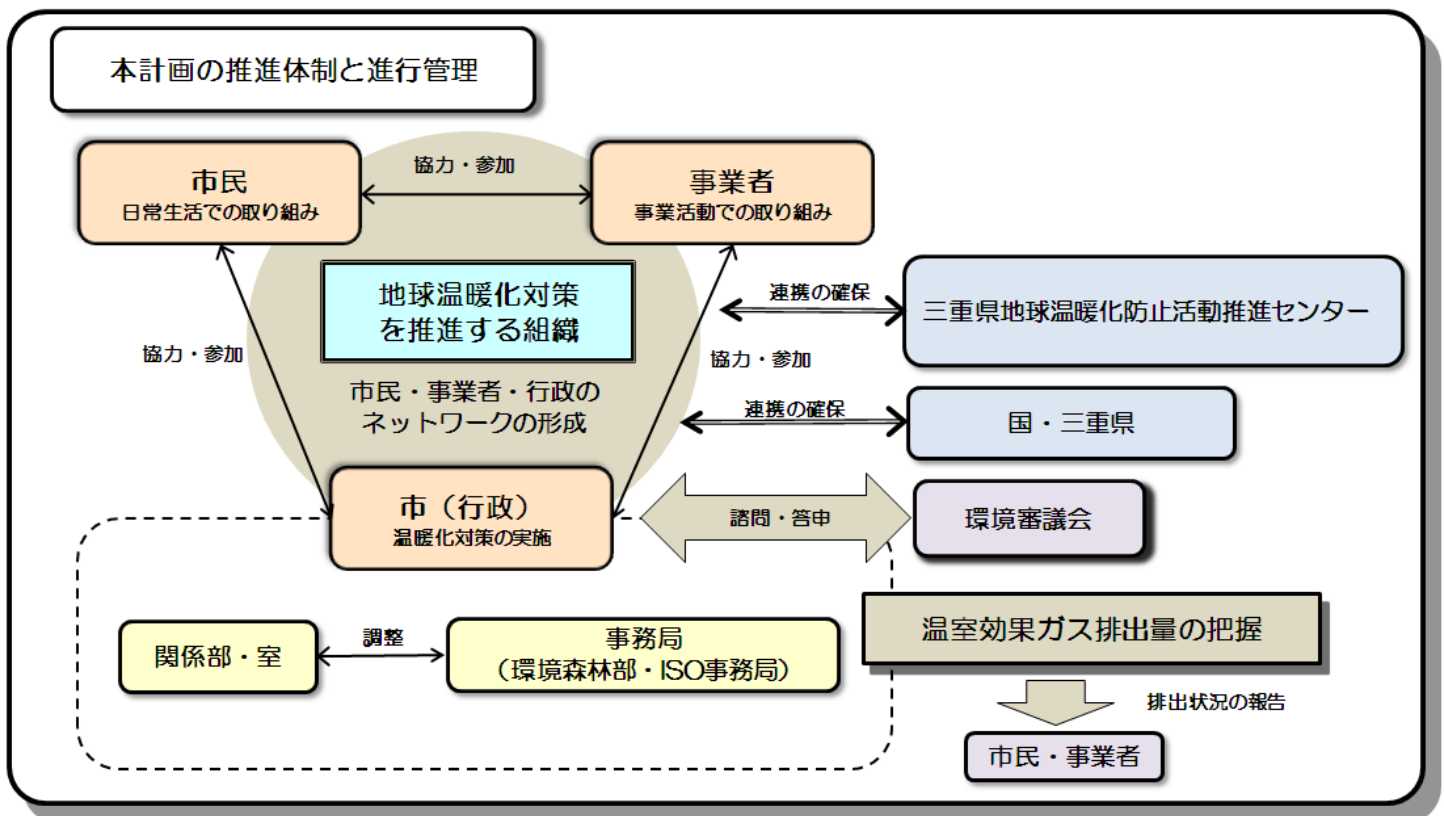 本計画の推進体制と進行管理
市民
日常生活での取り組み
協力・参加
事業者
事業活動での取り組み
地球温暖化対策
を推進する組織
市民・事業者・行政の
ネットワークの形成
協力・参加
協力・参加
連携の確保
三重県地球温暖化防止活動推進センター
連携の確保
国・三重県
市（行政）
温暖化対策の実施
諮問・答申
環境審議会
関係部・室
調整
事務局
（環境森林部・ISO事務局）
温室効果ガス排出量の把握
排出状況の報告
市民・事業者